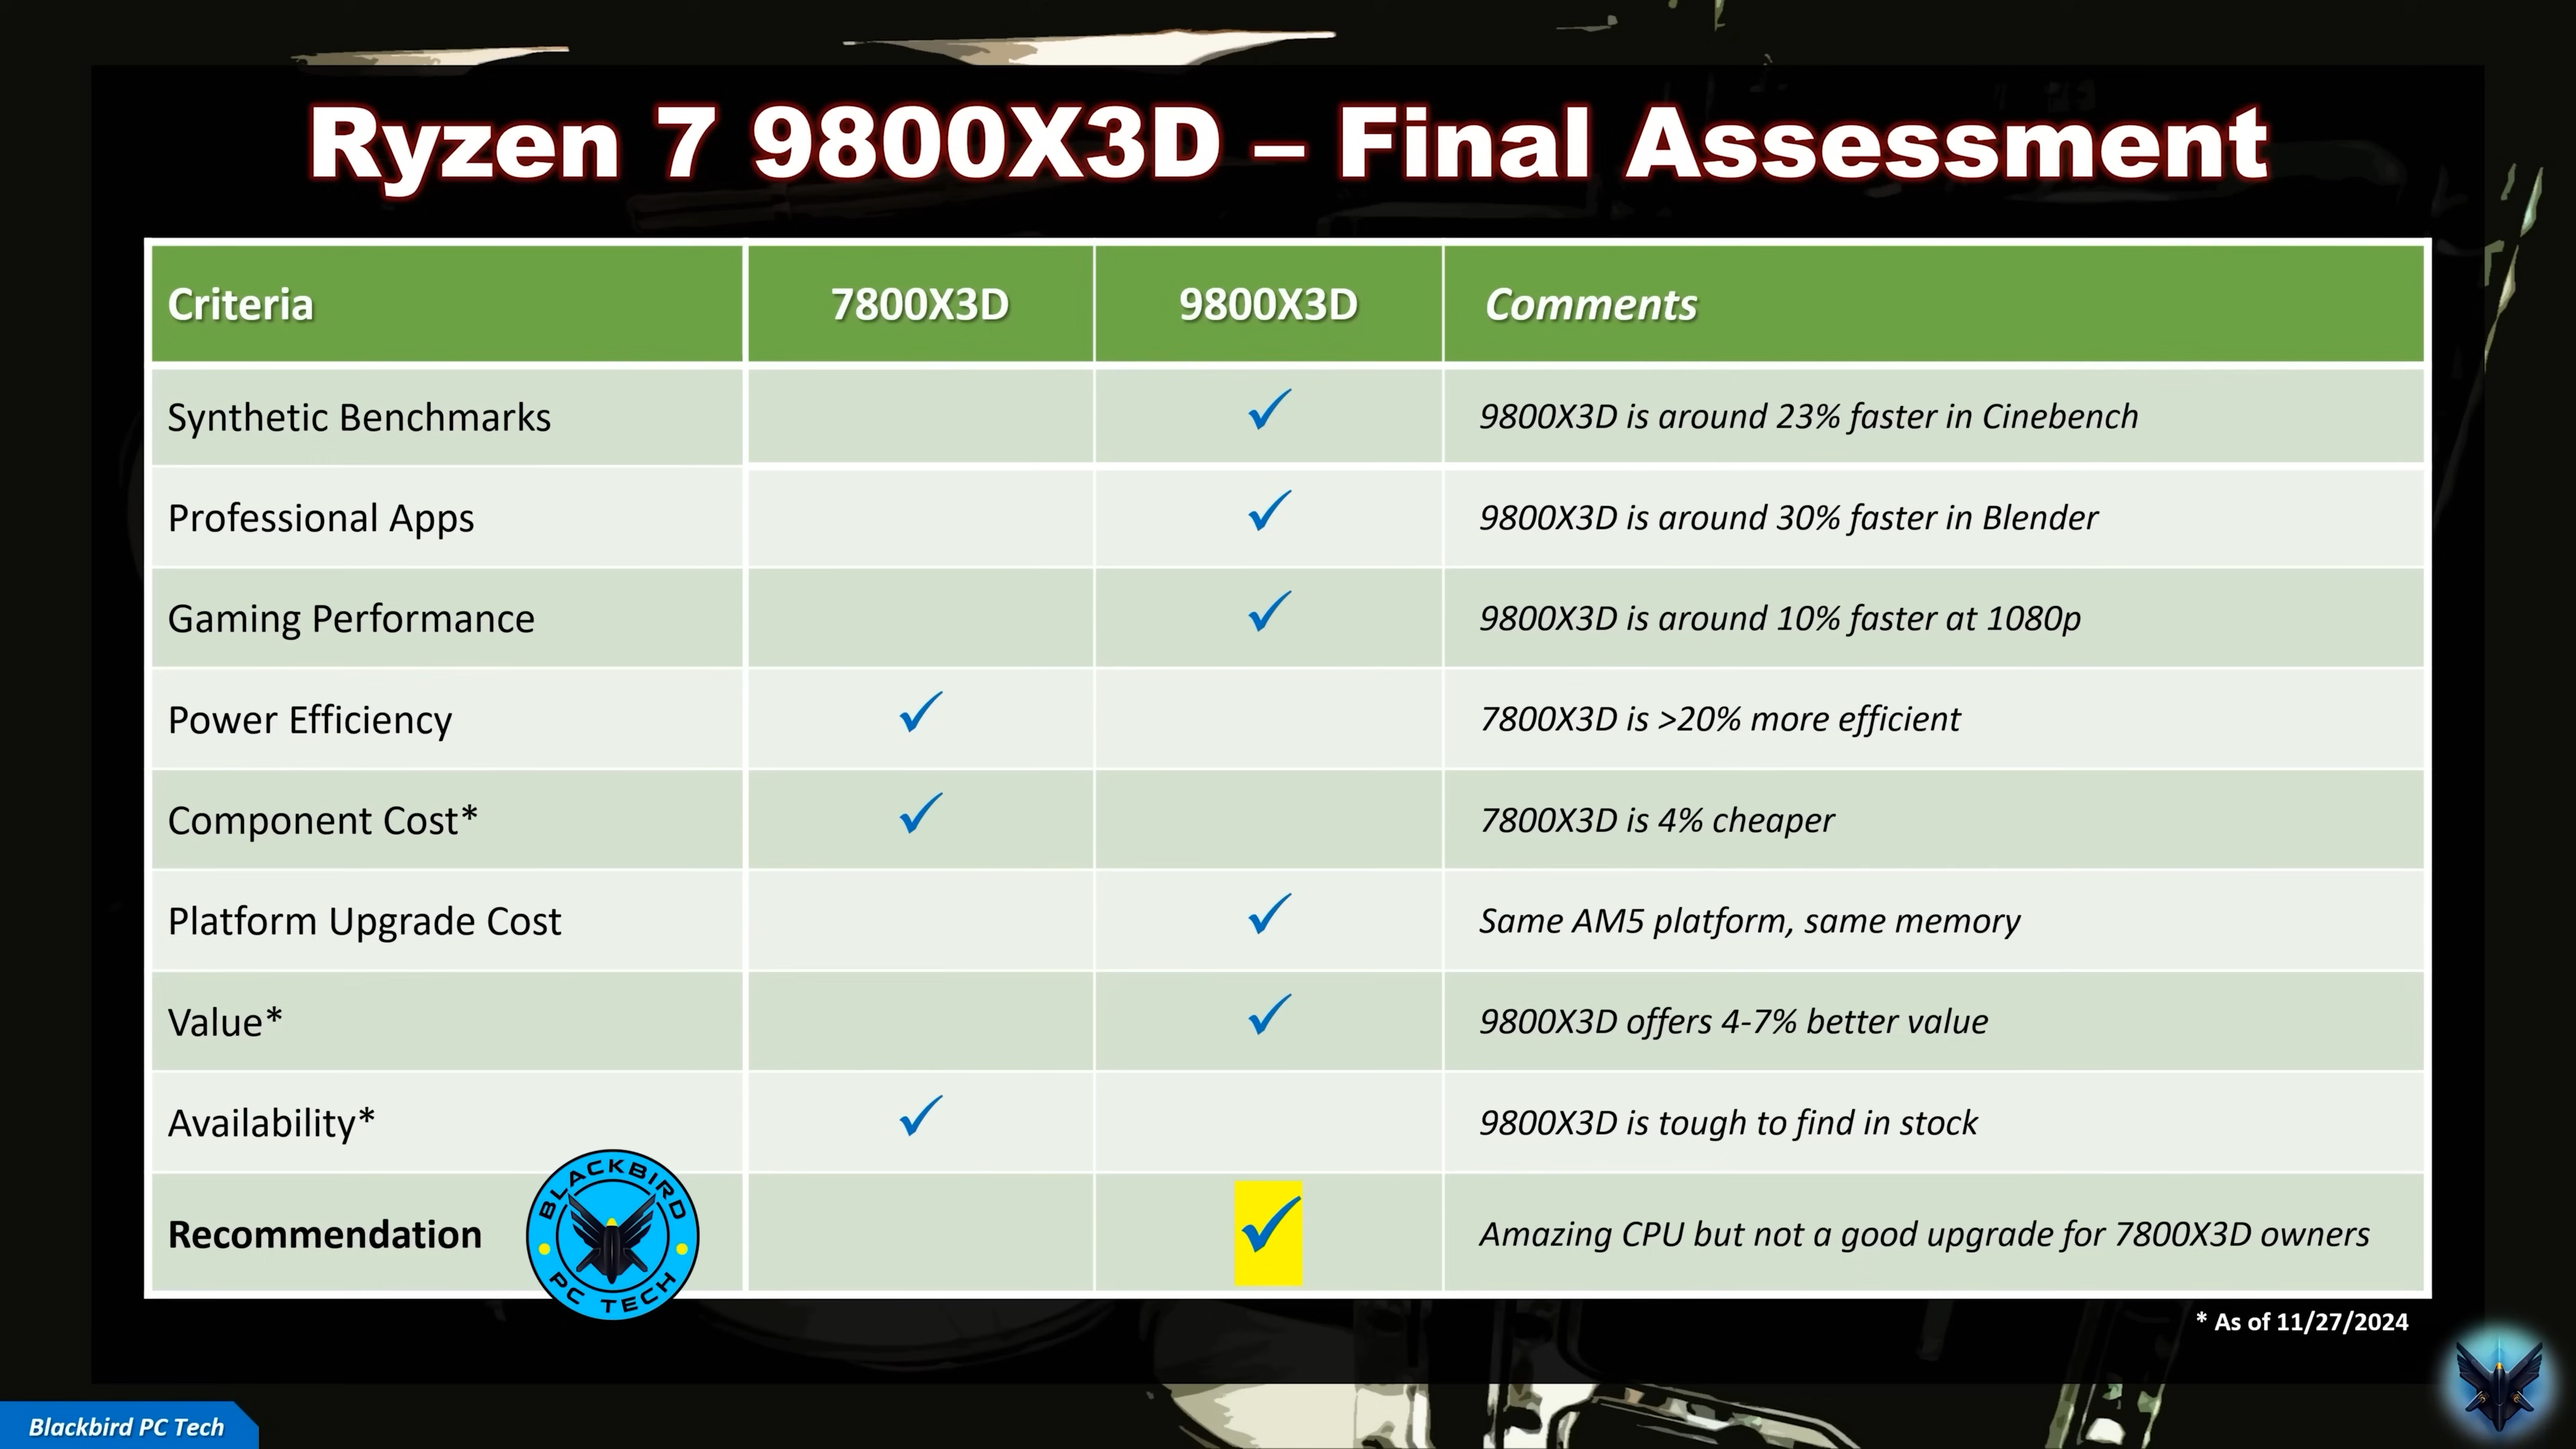 Ryzen 7 9800X3D – Final Assessment
Criteria 7800X3D 9800X3D Comments
Synthetic Benchmarks ✓ 9800X3D is around 23% faster in Cinebench
Professional Apps ✓ 9800X3D is around 30% faster in Blender
Gaming Performance ✓ 9800X3D is around 10% faster at 1080p
Power Efficiency ✓ 7800X3D is >20% more efficient
Component Cost* ✓ 7800X3D is 4% cheaper
Platform Upgrade Cost ✓ Same AM5 platform, same memory
Value* ✓ 9800X3D offers 4-7% better value
Availability* ✓ 9800X3D is tough to find in stock
Recommendation ✓ Amazing CPU but not a good upgrade for 7800X3D owners
BLACKBIRD
PC TECH
* As of 11/27/2024
Blackbird PC Tech